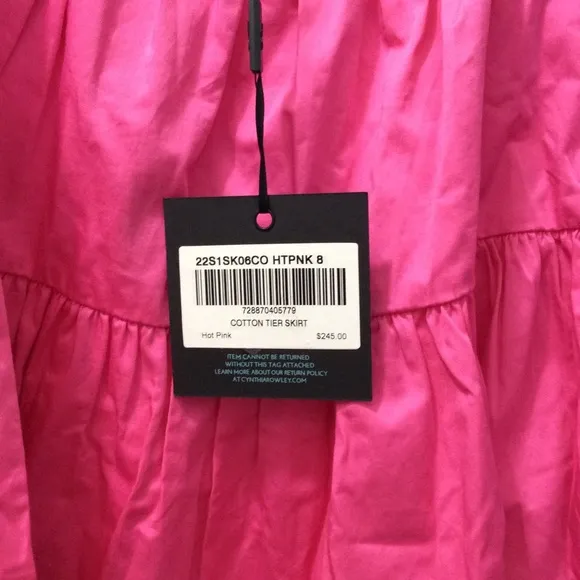 22S1SK06CO HTPNK 8
728870405779
COTTON TIER SKIRT
Hot Pink $245.00
ITEM CANNOT BE RETURNED
WITHOUT THIS TAG ATTACHED
LEARN MORE ABOUT OUR RETURN POLICY
AT CYNTHIAROWLEY.COM